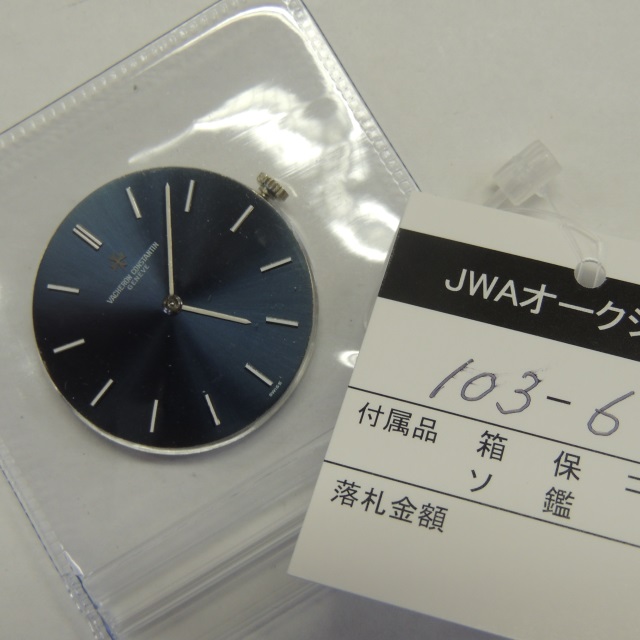 VACHERON CONSTANTIN
GENÈVE
JWAオークシ
103-6
付属品 箱 保
ソ 鑑
落札金額